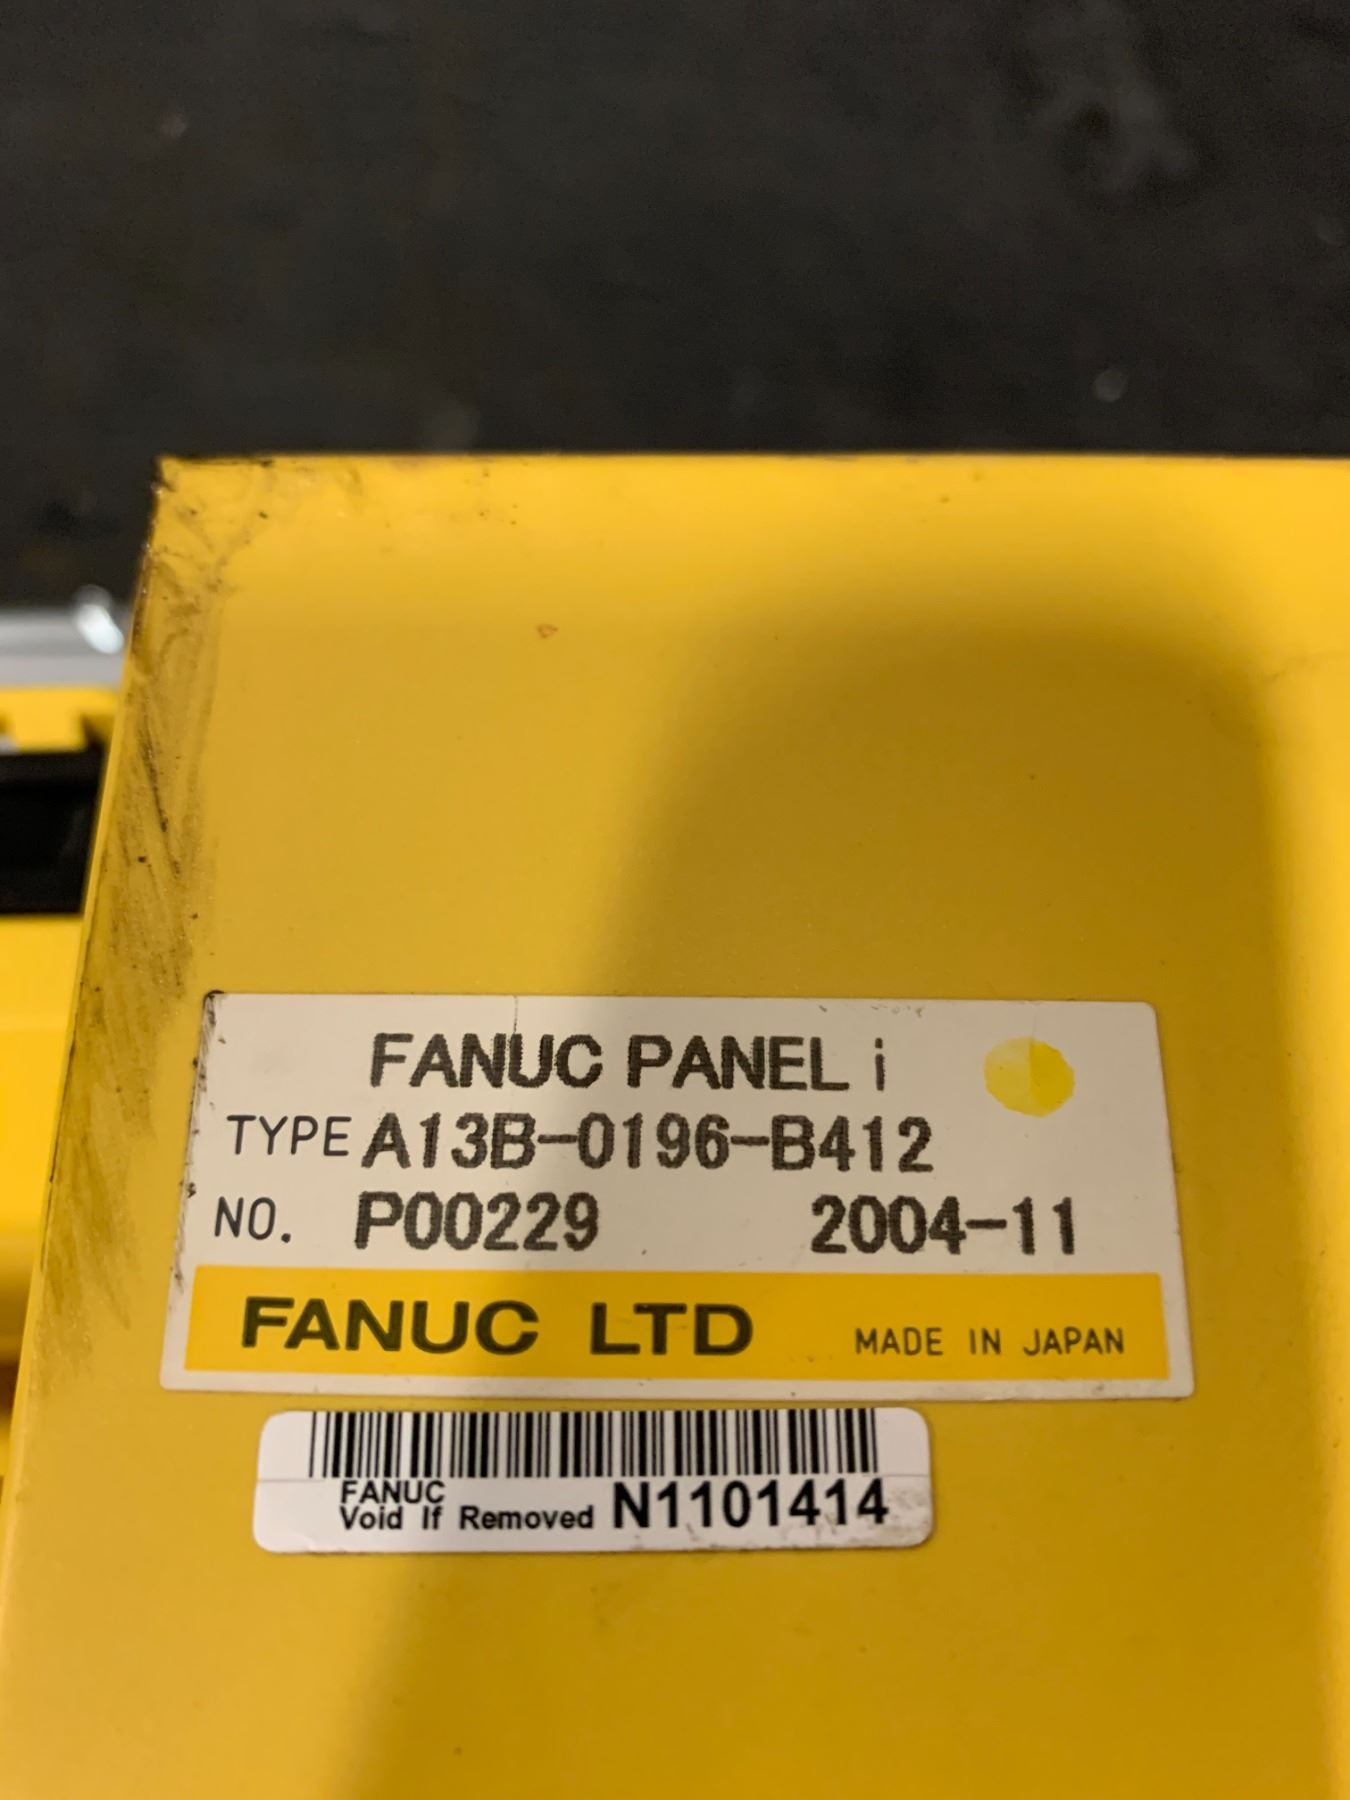 FANUC PANEL i
TYPE A13B-0196-B412
NO. P00229 2004-11
FANUC LTD MADE IN JAPAN
FANUC
Void If Removed N1101414